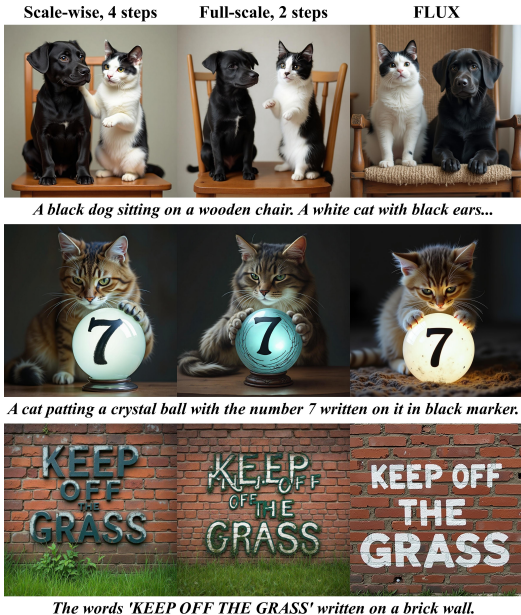 Scale-wise, 4 steps Full-scale, 2 steps FLUX
A black dog sitting on a wooden chair. A white cat with black ears...
7 7 7
A cat patting a crystal ball with the number 7 written on it in black marker.
KEEP
OFF
THE
GRASS
KEEP
OFF
OFF THE
GRASS
KEEP OFF
THE
GRASS
The words 'KEEP OFF THE GRASS' written on a brick wall.